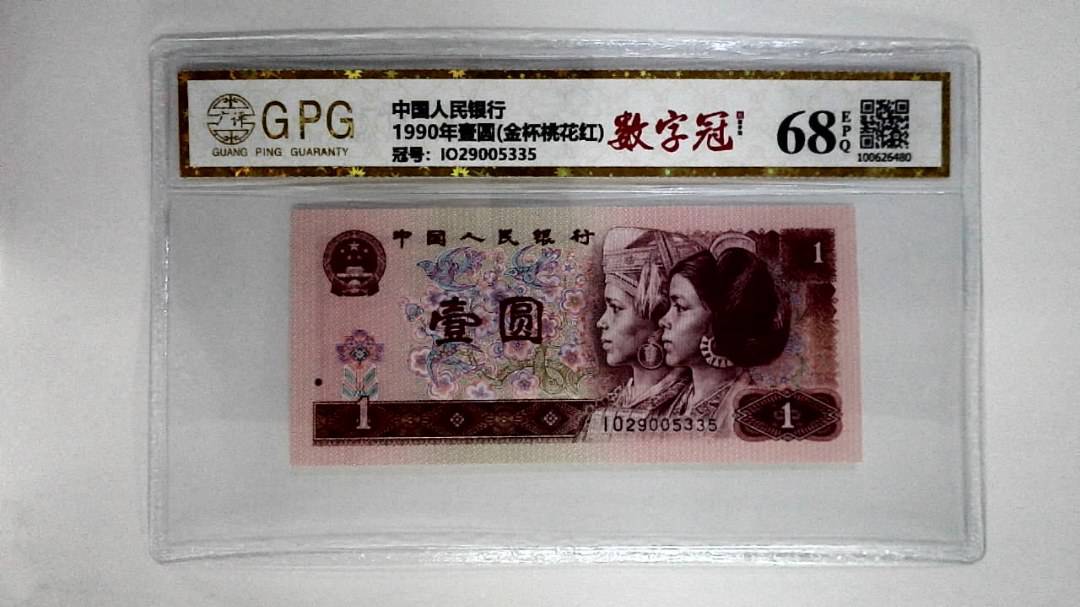 广评
GPG
GUANG PING GUARANTY
中国人民银行
1990年壹圆(金杯桃花红)
冠号：IO29005335
数字冠
68
EPQ
100626480
中国人民银行
1
壹圆
1
IO29005335
1